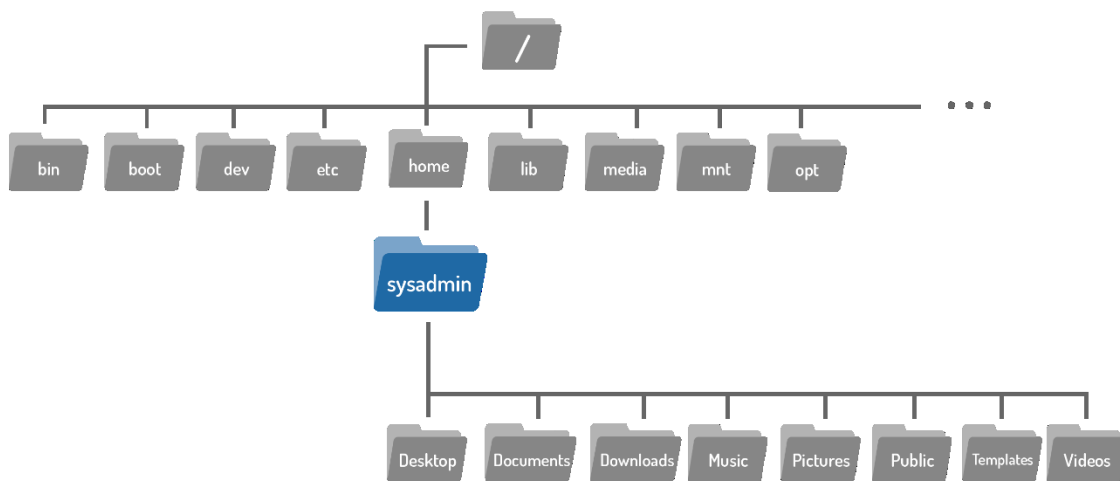 /
bin boot dev etc home lib media mnt opt
sysadmin
Desktop Documents Downloads Music Pictures Public Templates Videos